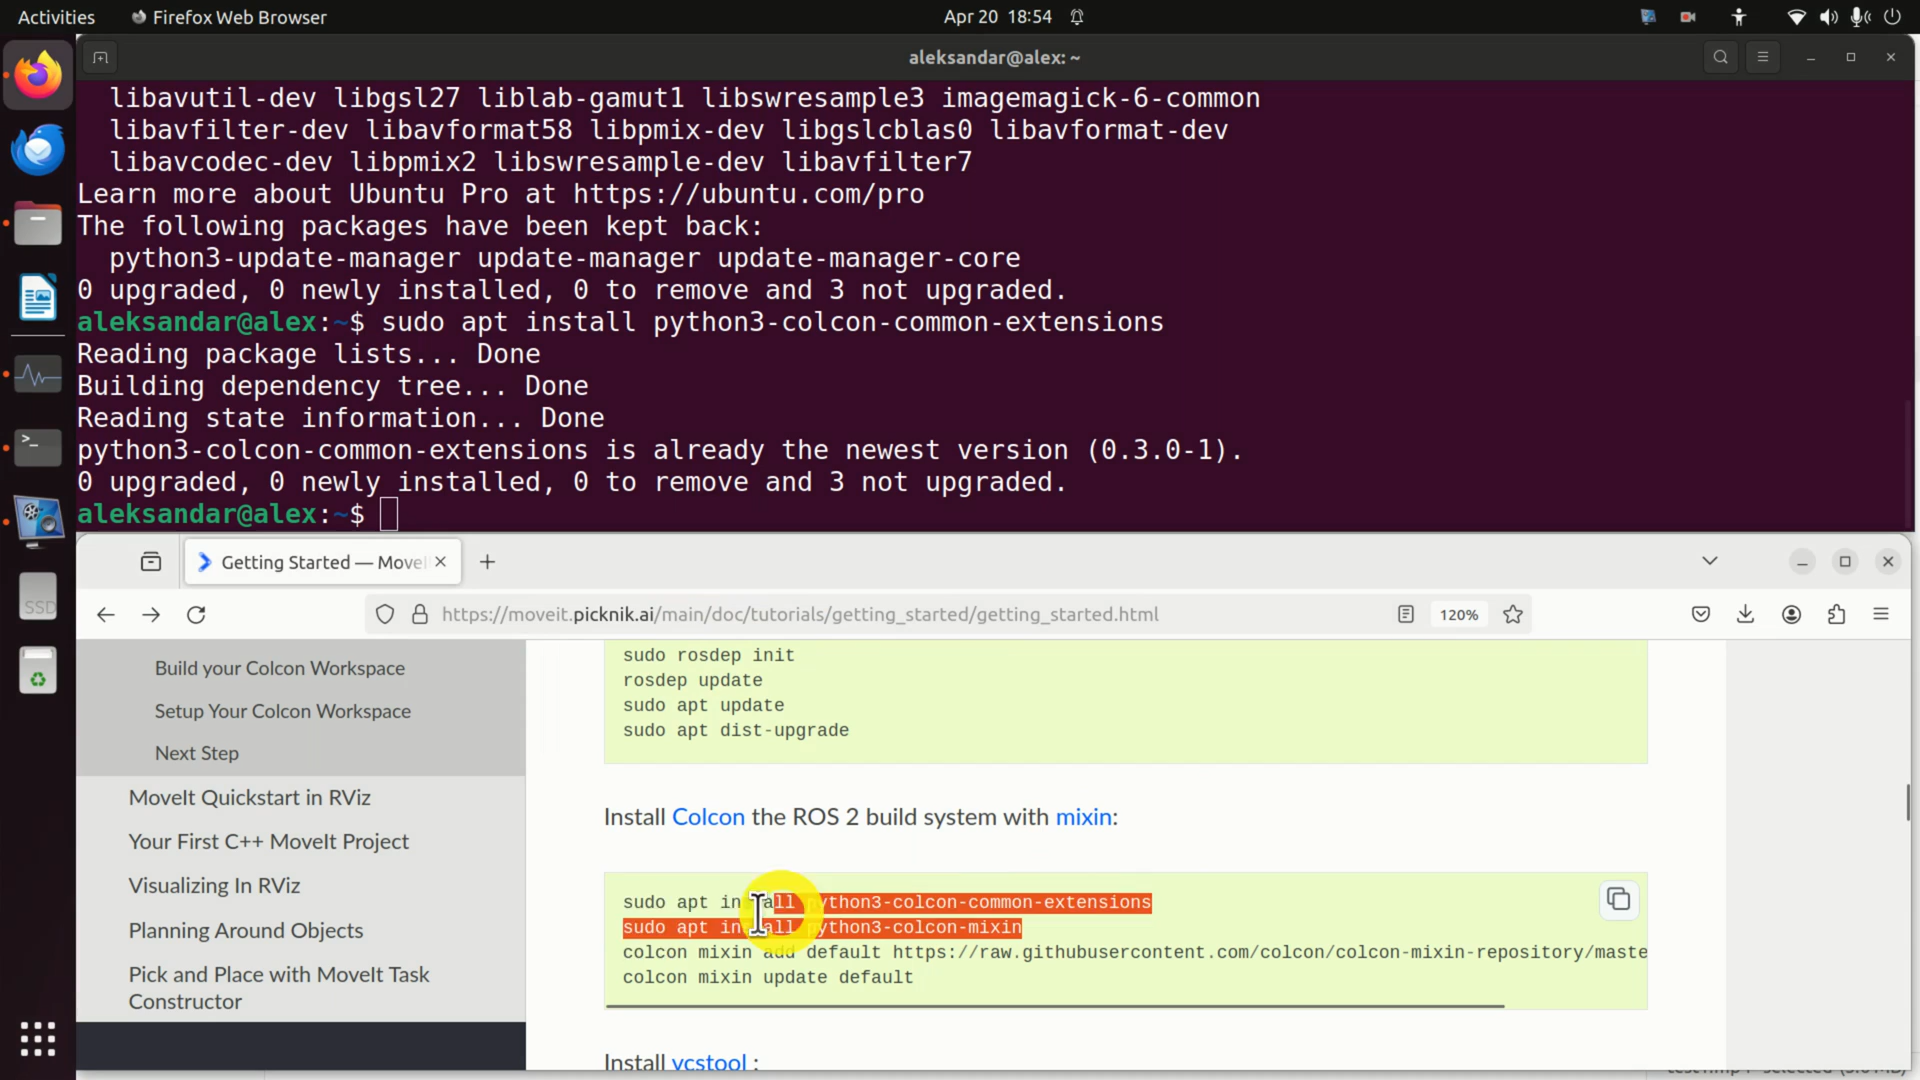 Activities
Firefox Web Browser
Apr 20 18:54
aleksandar@alex: ~
libavutil-dev libgsl27 liblab-gamut1 libswresample3 imagemagick-6-common
libavfilter-dev libavformat58 libpmix-dev libgslcblas0 libavformat-dev
libavcodec-dev libpmix2 libswresample-dev libavfilter7
Learn more about Ubuntu Pro at https://ubuntu.com/pro
The following packages have been kept back:
python3-update-manager update-manager update-manager-core
0 upgraded, 0 newly installed, 0 to remove and 3 not upgraded.
aleksandar@alex:~$ sudo apt install python3-colcon-common-extensions
Reading package lists... Done
Building dependency tree... Done
Reading state information... Done
python3-colcon-common-extensions is already the newest version (0.3.0-1).
0 upgraded, 0 newly installed, 0 to remove and 3 not upgraded.
aleksandar@alex:~$
SSD
Getting Started — Move
https://moveit.picknik.ai/main/doc/tutorials/getting_started/getting_started.html
120%
Build your Colcon Workspace
Setup Your Colcon Workspace
Next Step
MoveIt Quickstart in RViz
Your First C++ MoveIt Project
Visualizing In RViz
Planning Around Objects
Pick and Place with MoveIt Task
Constructor
sudo rosdep init
rosdep update
sudo apt update
sudo apt dist-upgrade
Install Colcon the ROS 2 build system with mixin:
sudo apt install python3-colcon-common-extensions
sudo apt install python3-colcon-mixin
colcon mixin add default https://raw.githubusercontent.com/colcon/colcon-mixin-repository/maste
colcon mixin update default
Install vcstool :